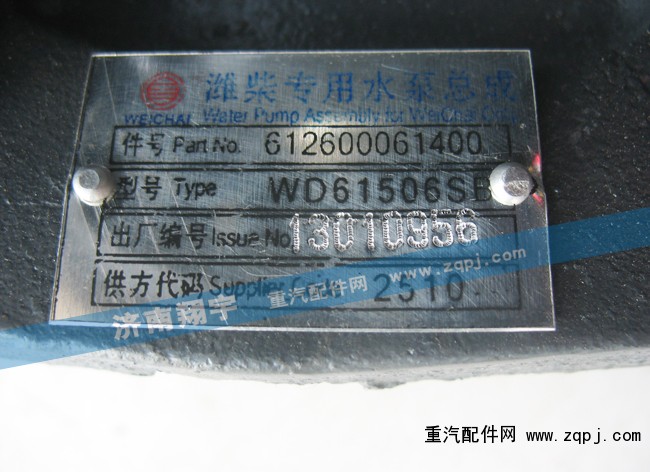 潍柴专用水泵总成
WEICHAI Water Pump Assembly for WeiChai Only
件号 Part No. 612600061400
型号 Type WD61506SB
出厂编号 Issue No. 13010956
供方代码 Supplier Code 2510
济南翔宇 重汽配件网 www.zqpj.com
重汽配件网 www.zqpj.com